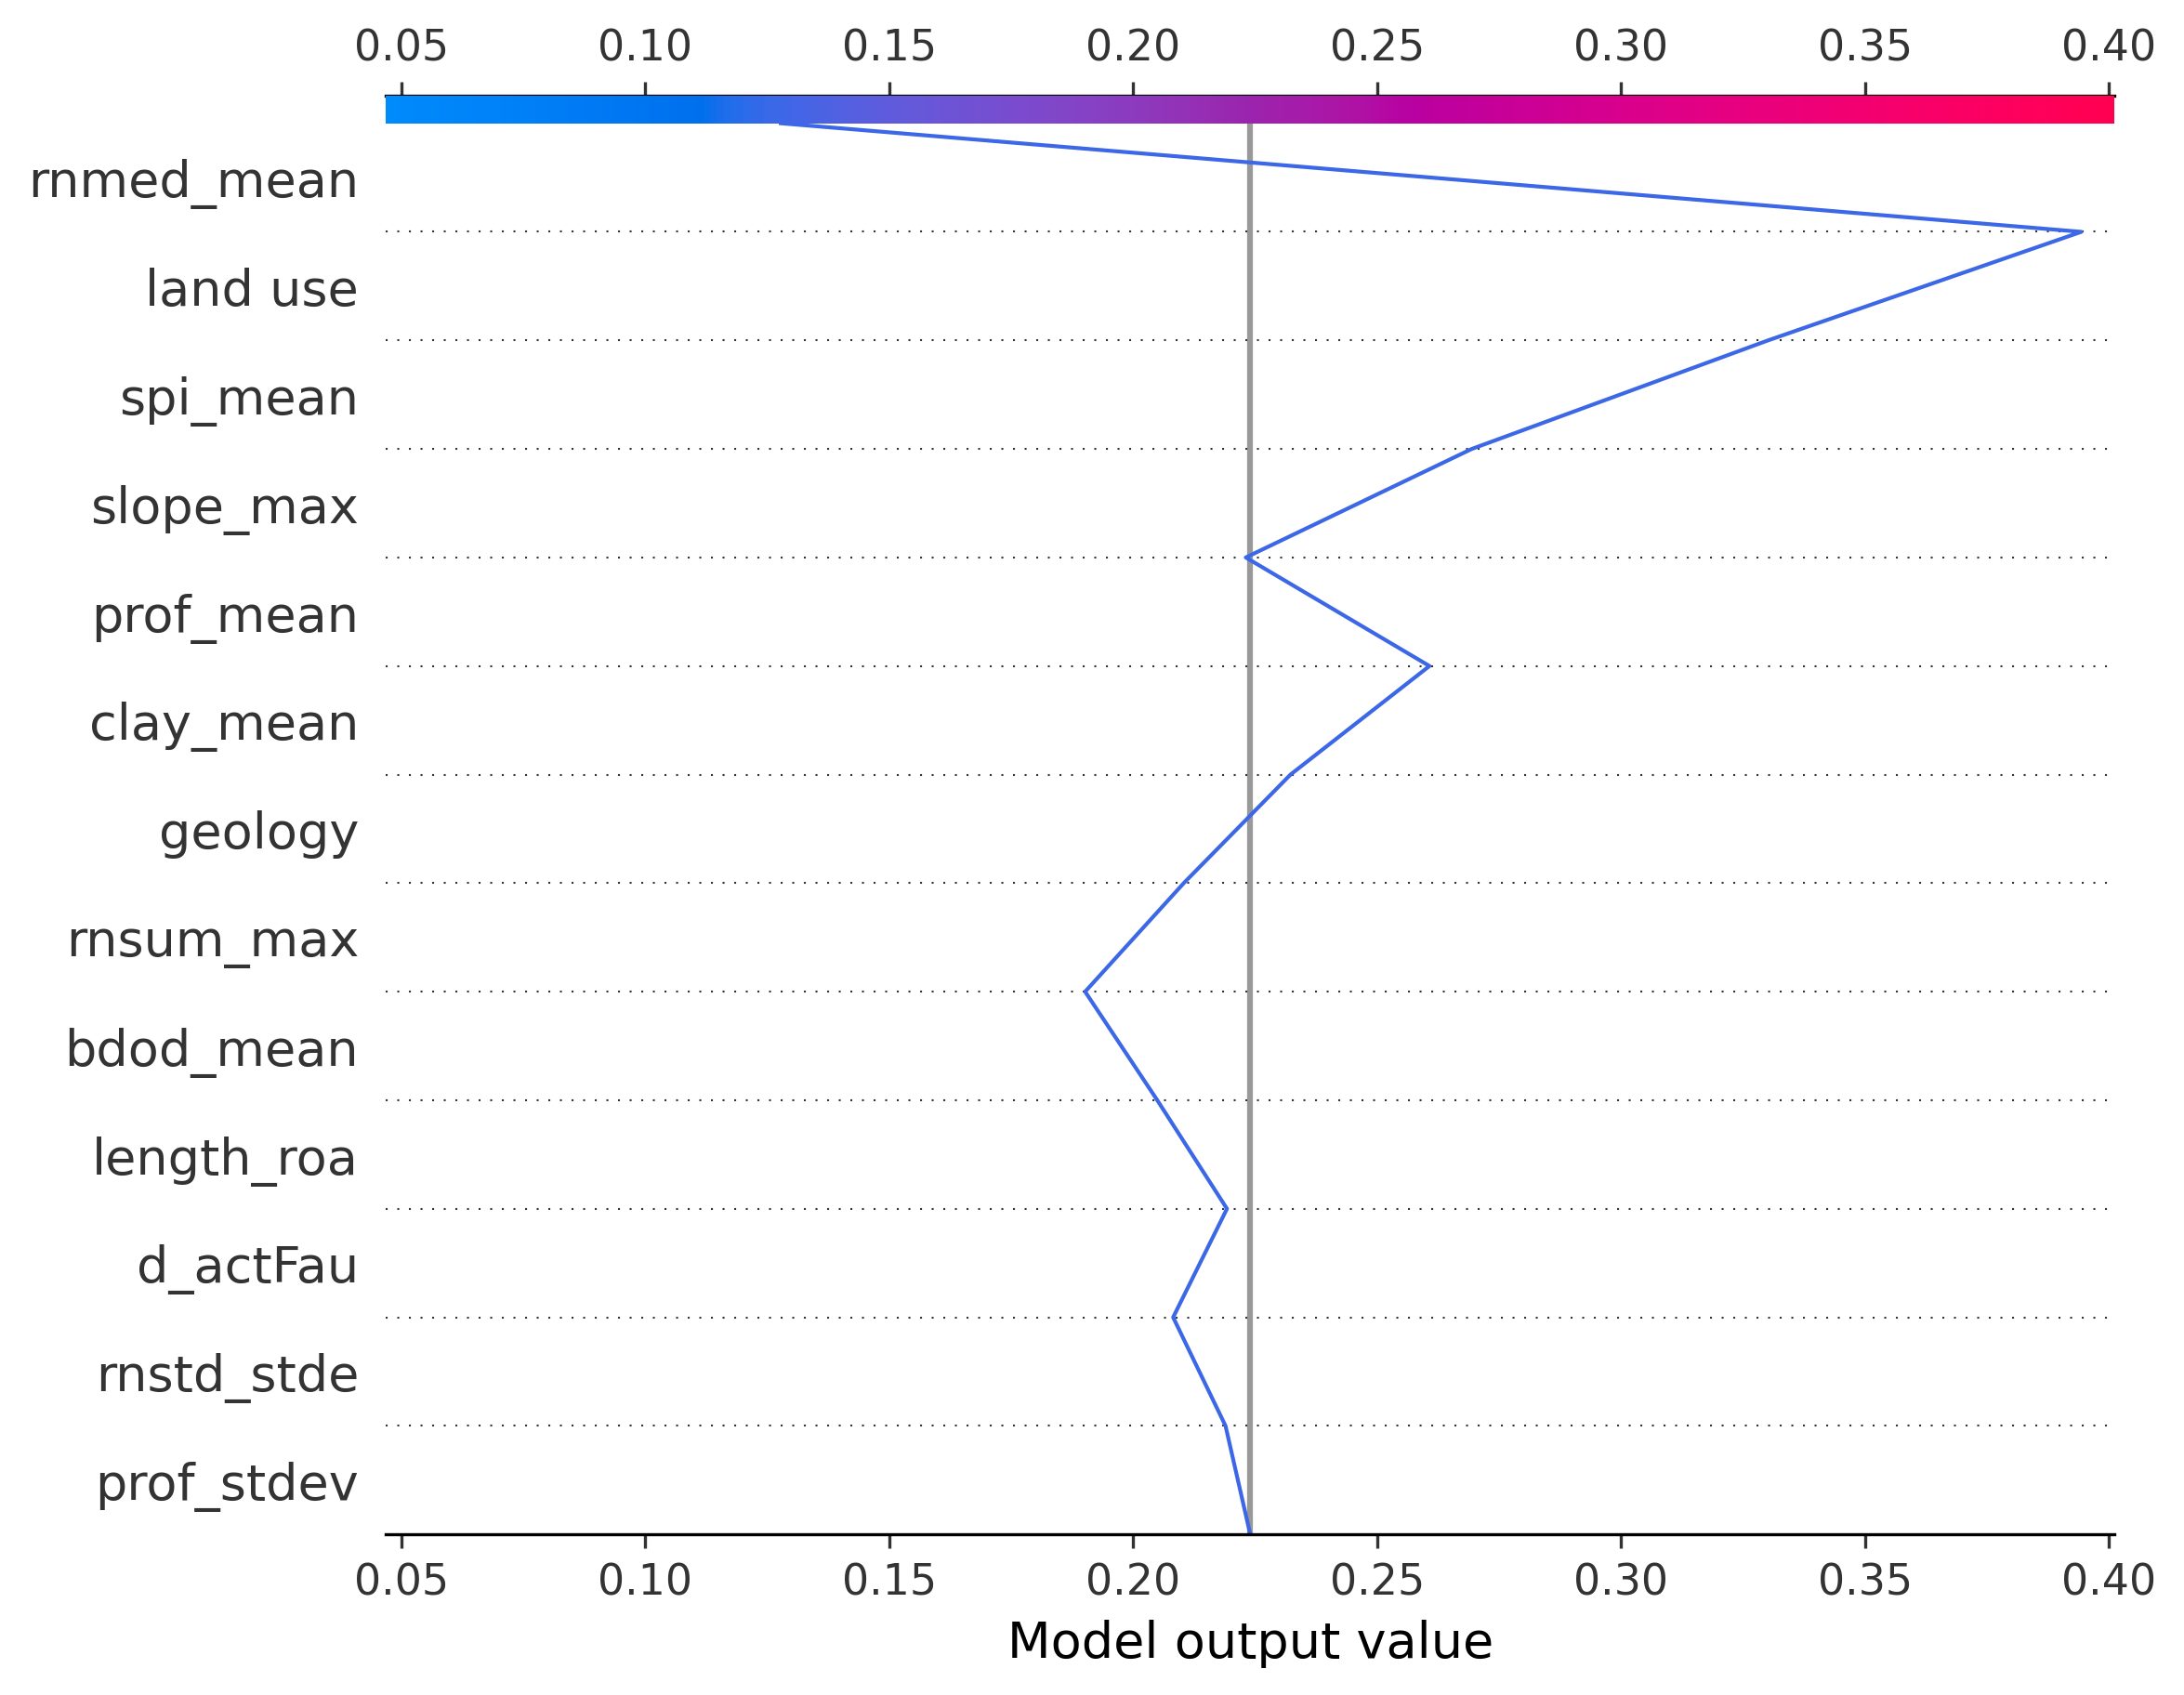 0.05 0.10 0.15 0.20 0.25 0.30 0.35 0.40
rnmed_mean
land use
spi_mean
slope_max
prof_mean
clay_mean
geology
rnsum_max
bdod_mean
length_roa
d_actFau
rnstd_stde
prof_stdev
0.05 0.10 0.15 0.20 0.25 0.30 0.35 0.40
Model output value